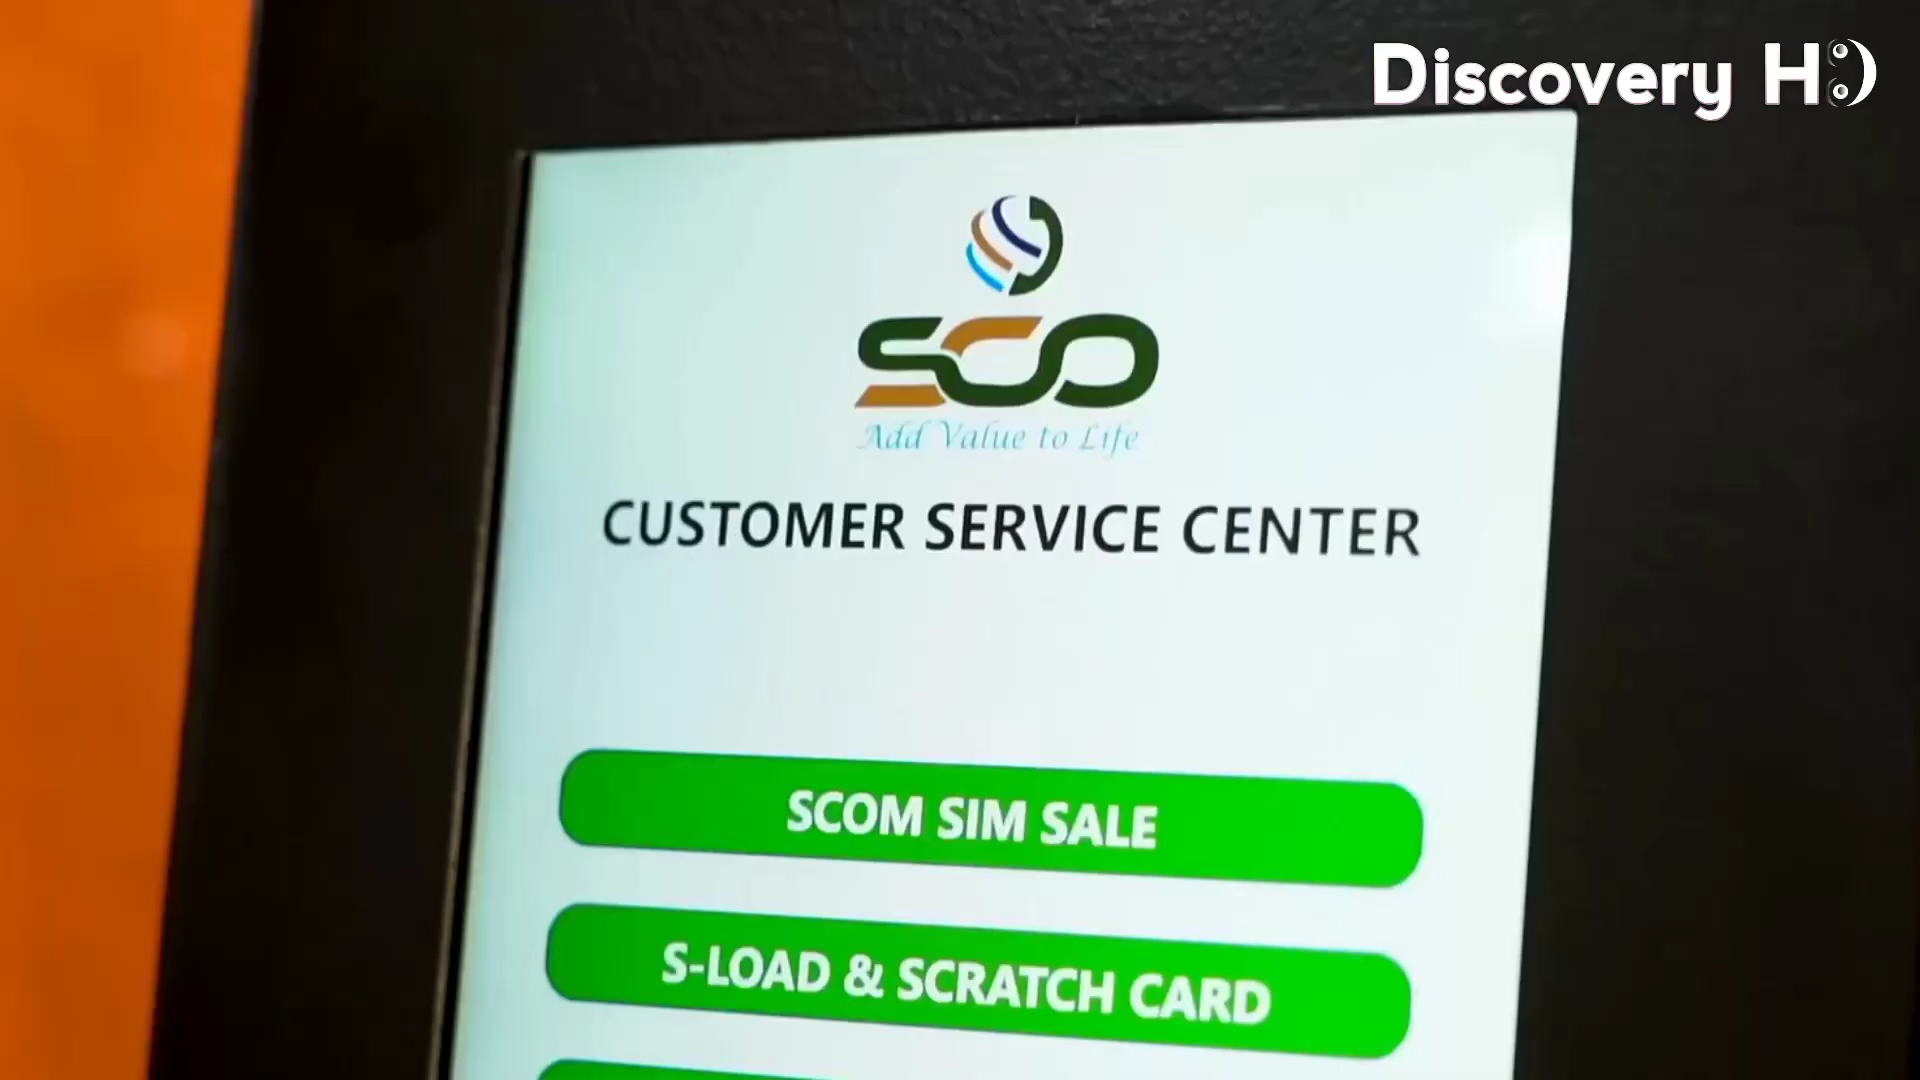 Discovery H:)
SCO
Add Value to Life
CUSTOMER SERVICE CENTER
SCOM SIM SALE
S-LOAD & SCRATCH CARD